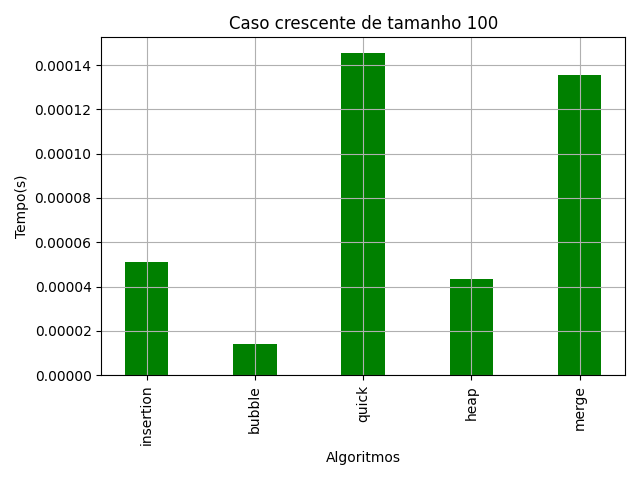 Caso crescente de tamanho 100
0.00014
0.00012
0.00010
0.00008
0.00006
0.00004
0.00002
0.00000
Tempo(s)
insertion
bubble
quick
heap
merge
Algoritmos